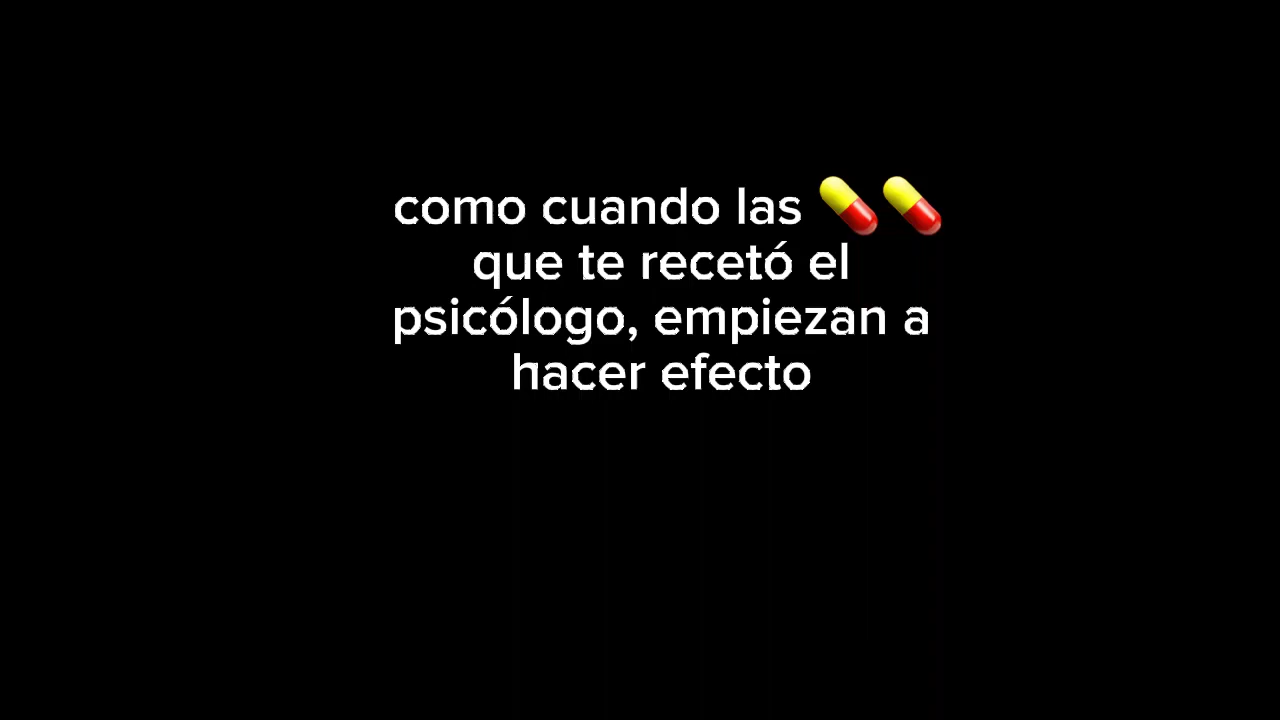 como cuando las 💊💊
que te recetó el
psicólogo, empiezan a
hacer efecto